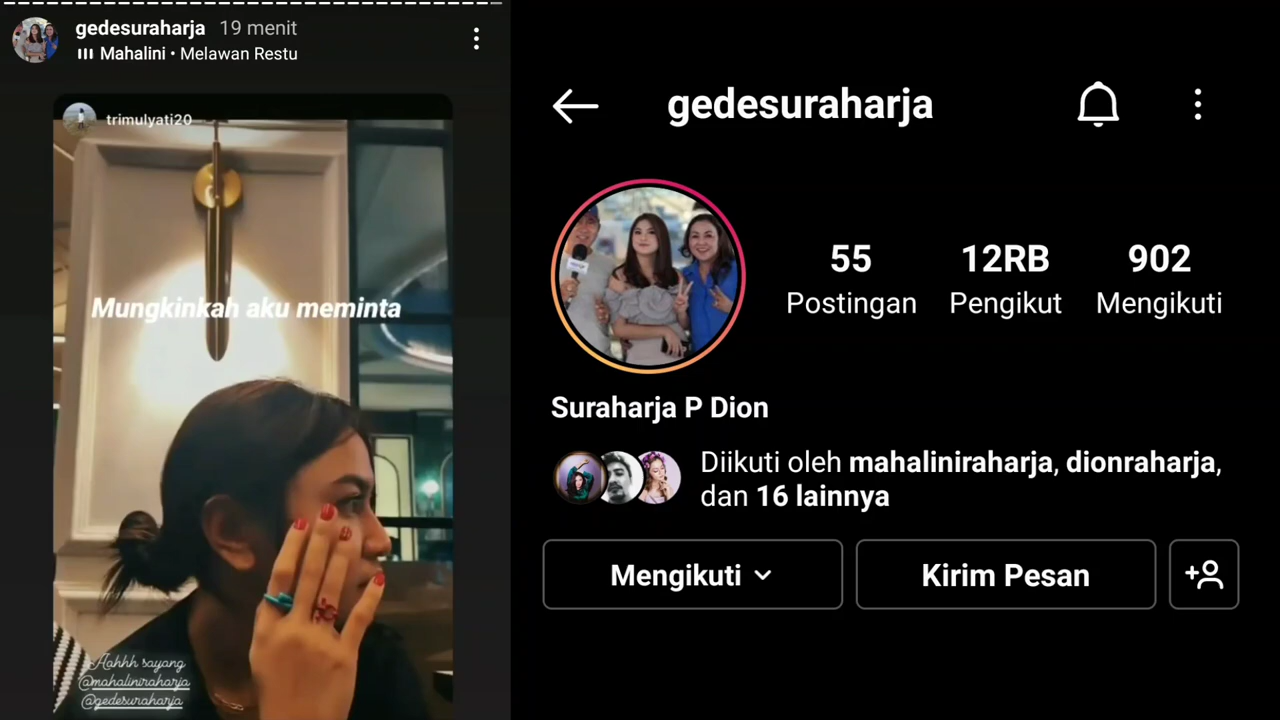 gedesuraharja 19 menit
Mahalini • Melawan Restu
trimulyati20
Mungkinkah aku meminta
Aahhh sayang
@mahaliniraharja
@gedesuraharja
gedesuraharja
55
Postingan
12RB
Pengikut
902
Mengikuti
Suraharja P Dion
Diikuti oleh mahaliniraharja, dionraharja,
dan 16 lainnya
Mengikuti
Kirim Pesan